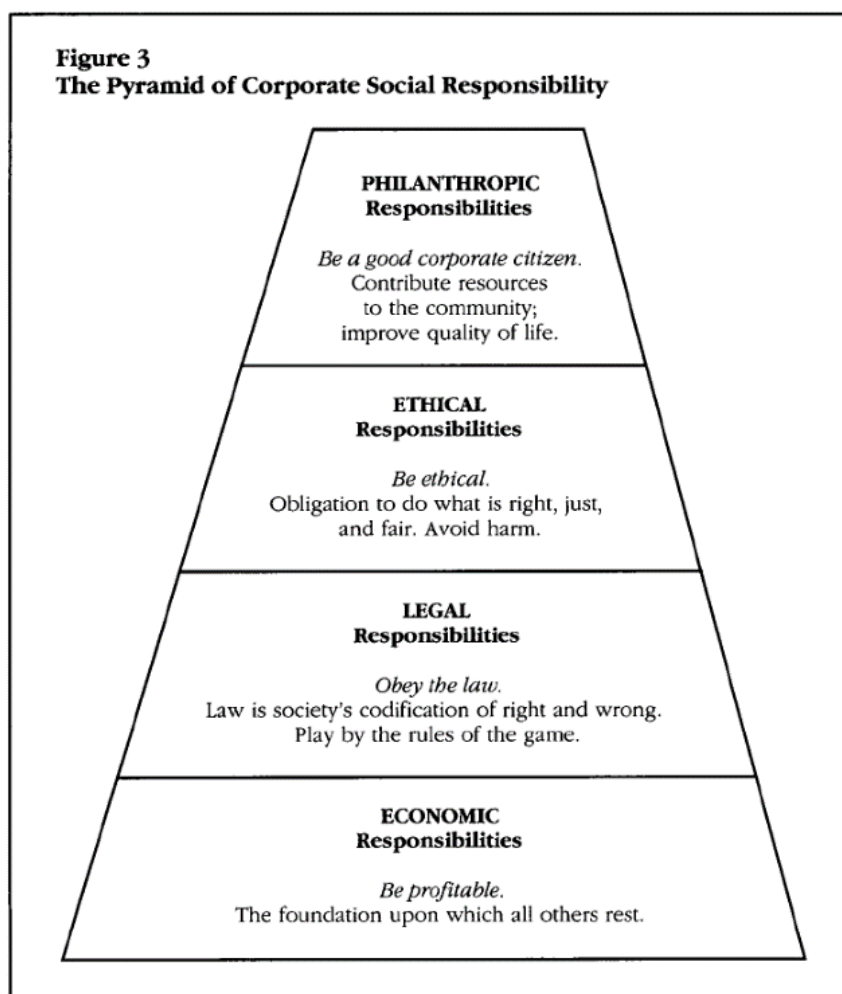 Figure 3
The Pyramid of Corporate Social Responsibility
PHILANTHROPIC
Responsibilities
Be a good corporate citizen.
Contribute resources
to the community;
improve quality of life.
ETHICAL
Responsibilities
Be ethical.
Obligation to do what is right, just,
and fair. Avoid harm.
LEGAL
Responsibilities
Obey the law.
Law is society's codification of right and wrong.
Play by the rules of the game.
ECONOMIC
Responsibilities
Be profitable.
The foundation upon which all others rest.